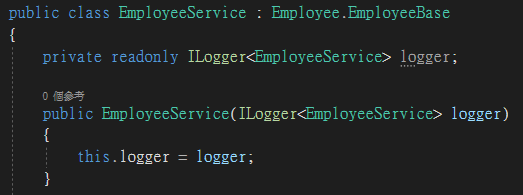 public class EmployeeService : Employee.EmployeeBase
{
private readonly ILogger<EmployeeService> logger;
0 個參考
public EmployeeService(ILogger<EmployeeService> logger)
{
this.logger = logger;
}